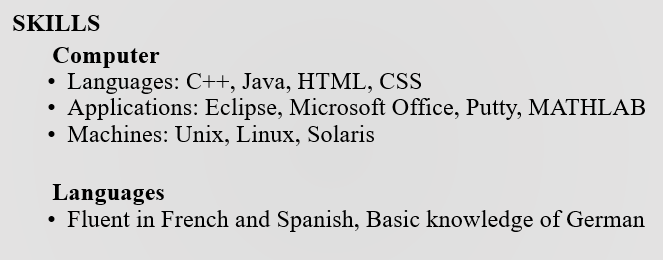 SKILLS
Computer
• Languages: C++, Java, HTML, CSS
• Applications: Eclipse, Microsoft Office, Putty, MATHLAB
• Machines: Unix, Linux, Solaris
Languages
• Fluent in French and Spanish, Basic knowledge of German